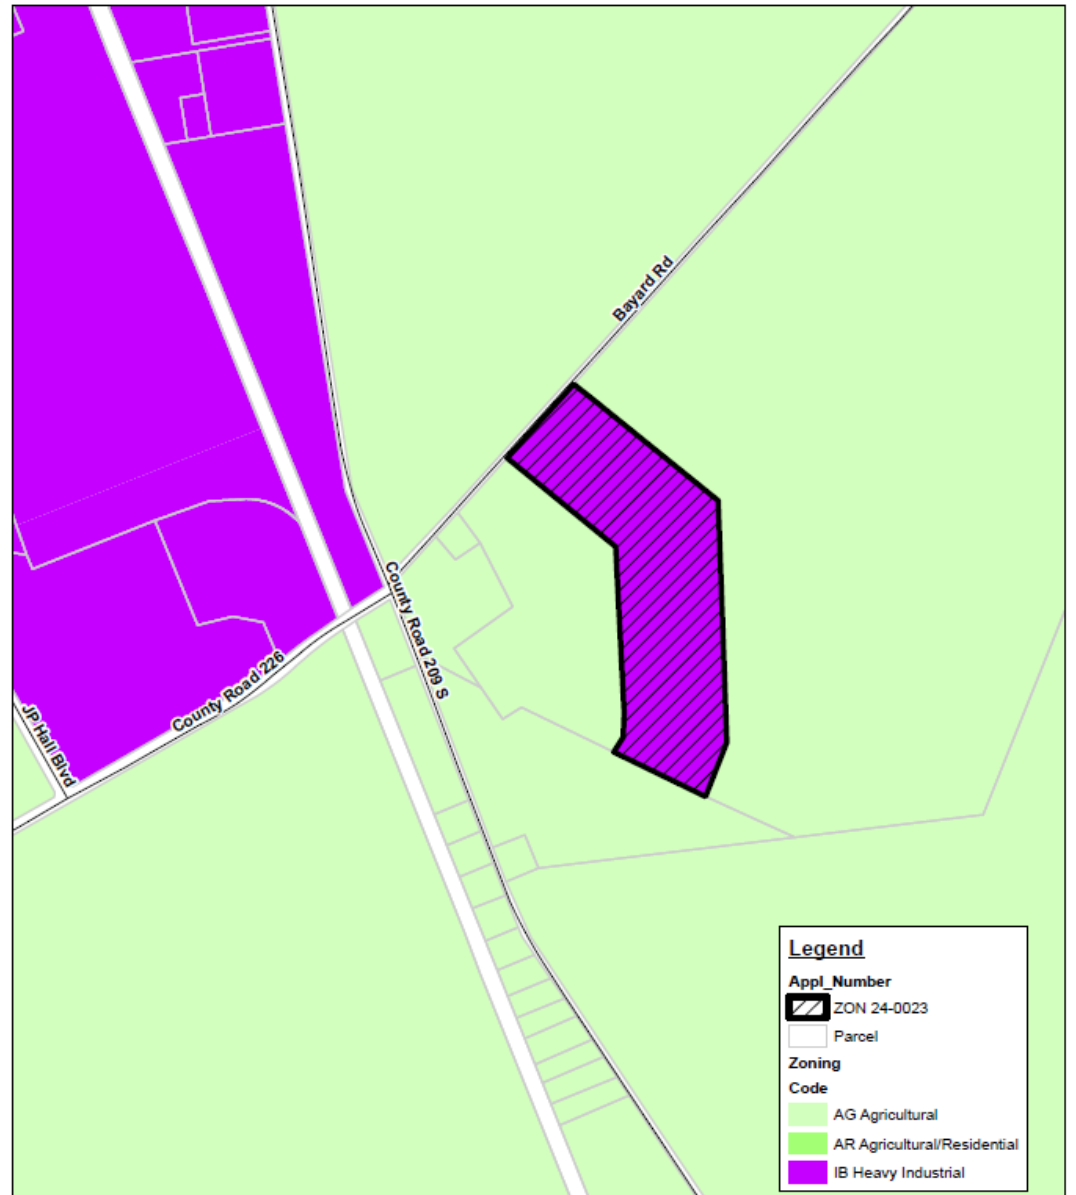 Bayard Rd
County Road 209 S
County Road 226
JP Hall Blvd
Legend
Appl_Number
ZON 24-0023
Parcel
Zoning
Code
AG Agricultural
AR Agricultural/Residential
IB Heavy Industrial